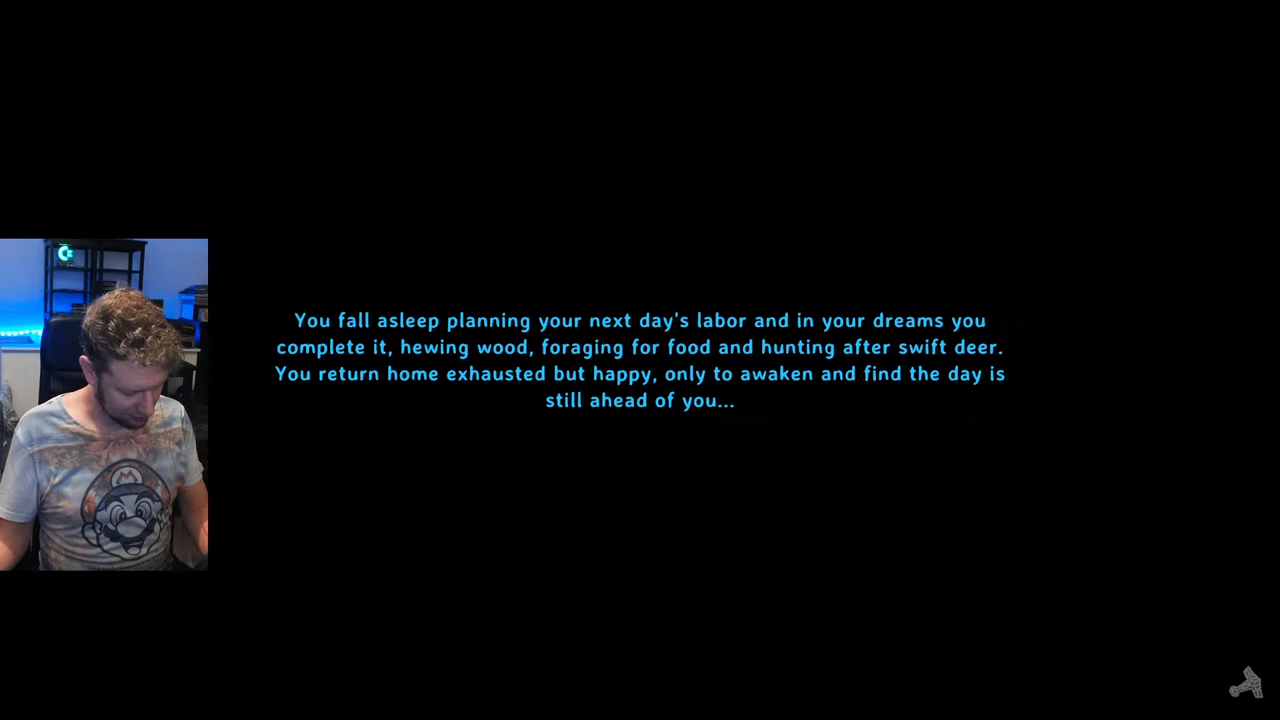 You fall asleep planning your next day's labor and in your dreams you
complete it, hewing wood, foraging for food and hunting after swift deer.
You return home exhausted but happy, only to awaken and find the day is
still ahead of you...
M